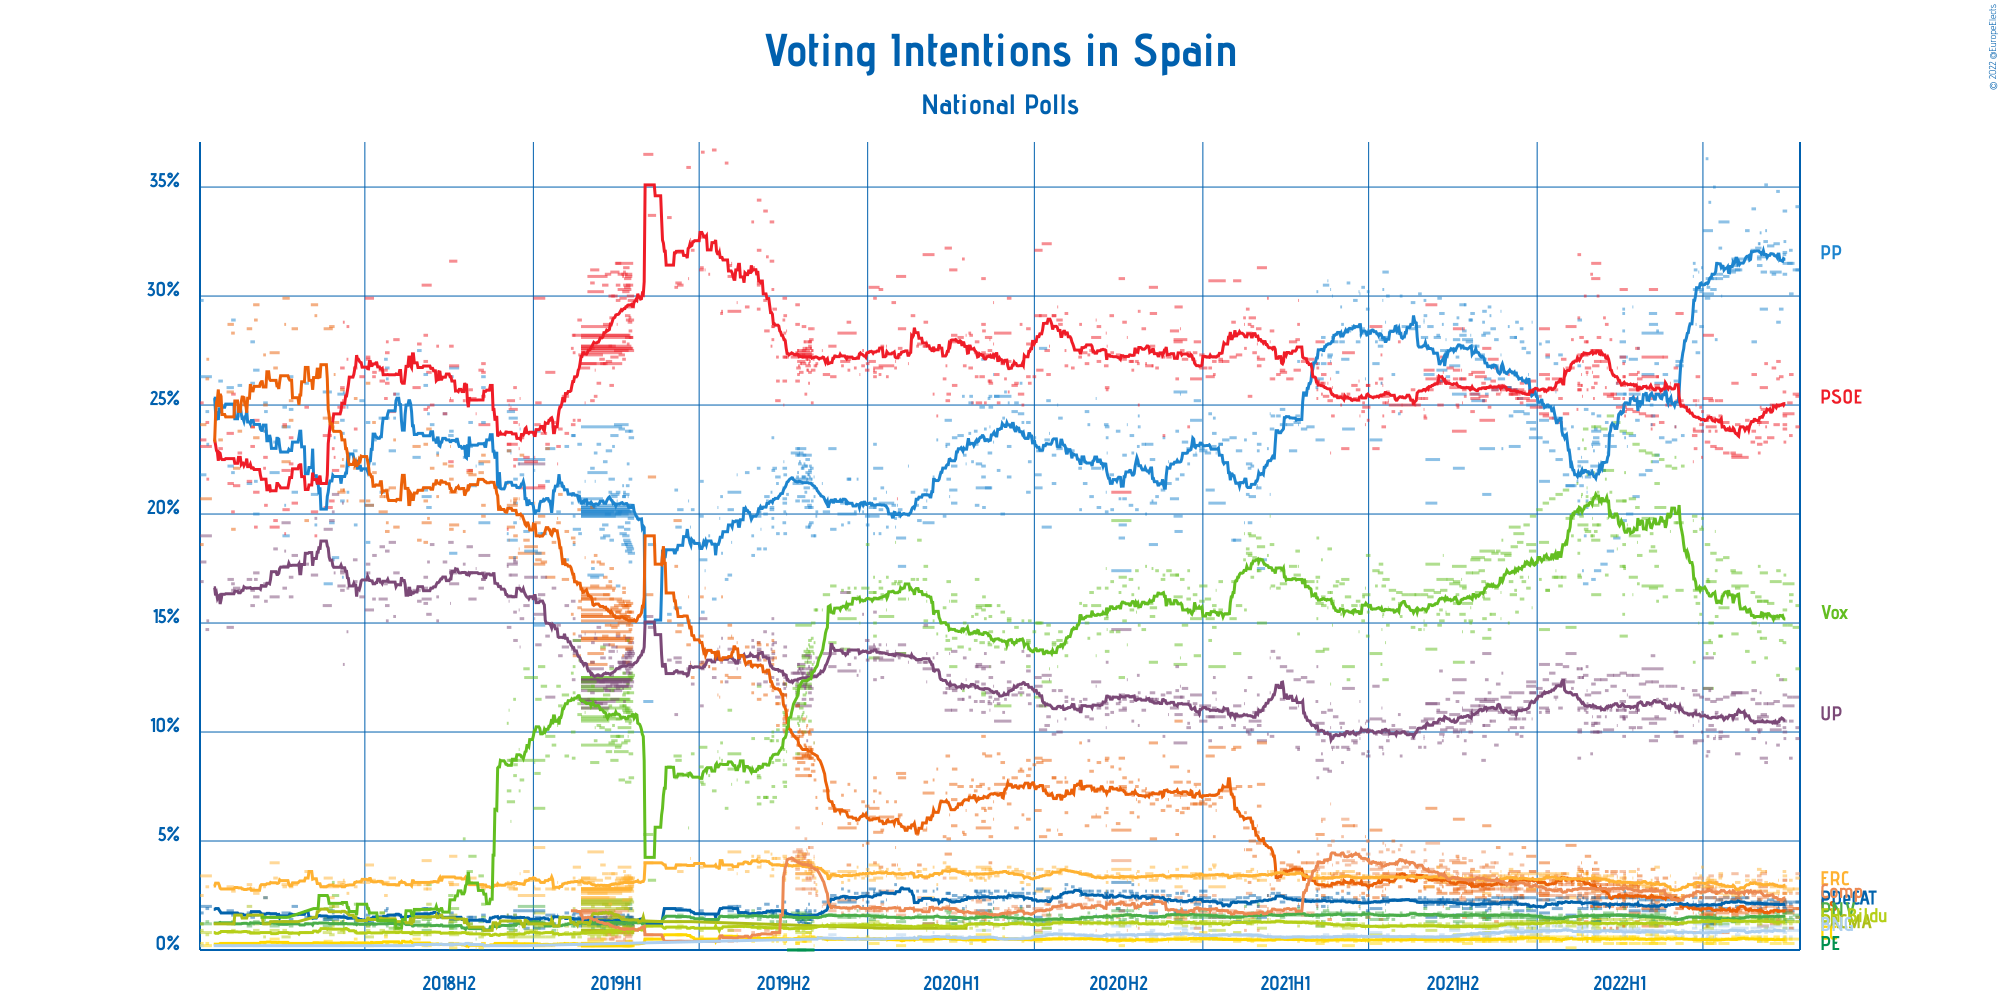 © 2022 @EuropeElects
Voting Intentions in Spain
National Polls
35%
30%
25%
20%
15%
10%
5%
0%
PP
PSOE
Vox
UP
ERC
PDeCAT
PE
2018H2
2019H1
2019H2
2020H1
2020H2
2021H1
2021H2
2022H1